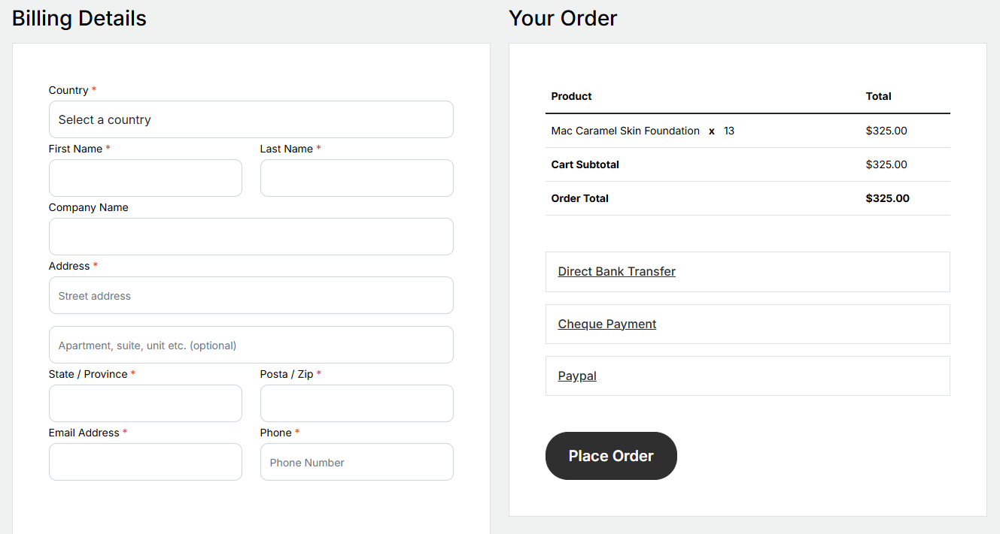 Billing Details
Country *
Select a country
First Name * Last Name *
Company Name
Address *
Street address
Apartment, suite, unit etc. (optional)
State / Province * Posta / Zip *
Email Address * Phone *
Phone Number
Your Order
Product Total
Mac Caramel Skin Foundation x 13 $325.00
Cart Subtotal $325.00
Order Total $325.00
Direct Bank Transfer
Cheque Payment
Paypal
Place Order